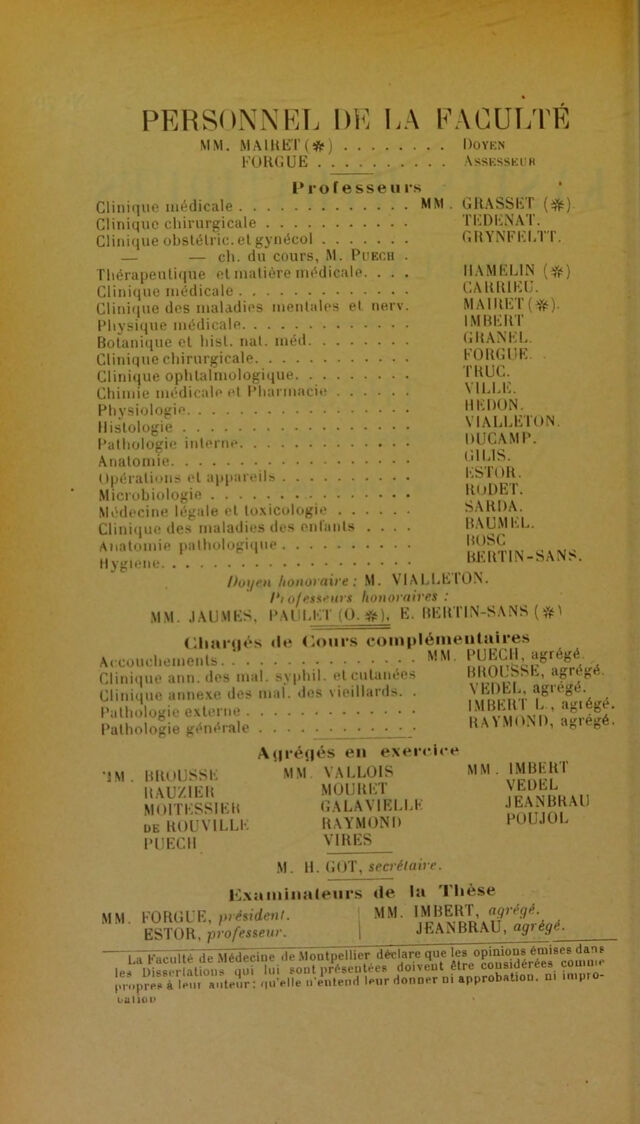 PERSONNEL DE LA FACULTÉ
MM. MAIRET (✻) . . . . . . . . DOYEN
FORGUE . . . . . . . . . . ASSESSEUR
Professeurs
Clinique médicale . . . . . . . . . . . . . MM. GRASSET (✻)
Clinique chirurgicale . . . . . . . . . . . TEDENAT.
Clinique obstétric. et gynécol . . . . . . . GRYNFELTT.
— — ch. du cours, M. PUECH .
Thérapeutique et matière médicale. . . . HAMELIN (✻)
Clinique médicale . . . . . . . . . . . . . CARRIEU.
Clinique des maladies mentales et nerv. MAIRET (✻).
Physique médicale. . . . . . . . . . . . . IMBERT
Botanique et hist. nat. méd. . . . . . . . GRANEL.
Clinique chirurgicale. . . . . . . . . . . . FORGUE.
Clinique ophtalmologique. . . . . . . . . TRUC.
Chimie médicale et Pharmacie . . . . . . VILLE.
Physiologie. . . . . . . . . . . . . . . . . HEDON.
Histologie . . . . . . . . . . . . . . . . . VIALLETON.
Pathologie interne. . . . . . . . . . . . . DUCAMP.
Anatomie. . . . . . . . . . . . . . . . . . GILIS.
Opérations et appareils . . . . . . . . . . ESTOR.
Microbiologie . . . . . . . . . . . . . . . RODET.
Médecine légale et toxicologie . . . . . . SARDA.
Clinique des maladies des enfants . . . . BAUMEL.
Anatomie pathologique . . . . . . . . . . BOSC
Hygiène. . . . . . . . . . . . . . . . . . . BERTIN-SANS.
Doyen honoraire : M. VIALLETON.
Professeurs honoraires :
MM. JAUMES, PAULET (O. ✻), E. BERTIN-SANS (✻)
Chargés de Cours complémentaires
Accouchements. . . . . . . . . . . . . . . MM. PUECH, agrégé.
Clinique ann. des mal. syphil. et cutanées BROUSSE, agrégé.
Clinique annexe des mal. des vieillards. . VEDEL, agrégé.
Pathologie externe . . . . . . . . . . . . . IMBERT L., agrégé.
Pathologie générale . . . . . . . . . . . . RAYMOND, agrégé.
Agrégés en exercice
MM. BROUSSE MM. VALLOIS MM. IMBERT
RAUZIER MOURET VEDEL
MOITESSIER GALAVIELLE JEANBRAU
DE ROUVILLE RAYMOND POUJOL
PUECH VIRES
M. H. GOT, secrétaire.
Examinateurs de la Thèse
MM. FORGUE, président. MM. IMBERT, agrégé.
ESTOR, professeur. JEANBRAU, agrégé.
La Faculté de Médecine de Montpellier déclare que les opinions émises dans
les Dissertations qui lui sont présentées doivent être considérées comme
propres à leur auteur; qu'elle n'entend leur donner ni approbation, ni impro-
bation